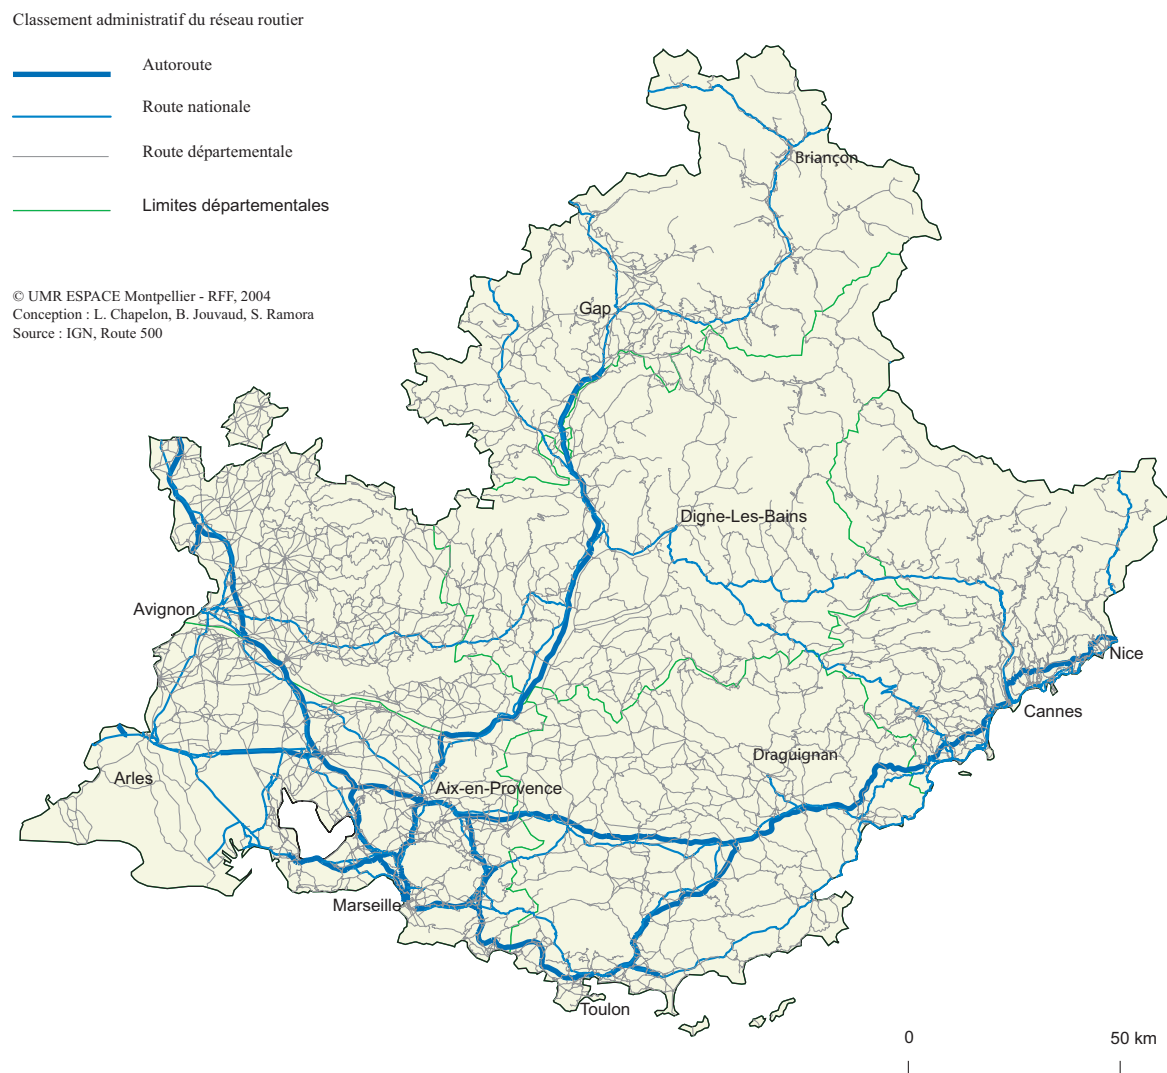 Classement administratif du réseau routier
Autoroute
Route nationale
Route départementale
Limites départementales
© UMR ESPACE Montpellier - RFF, 2004
Conception : L. Chapelon, B. Jouvaud, S. Ramora
Source : IGN, Route 500
Briançon
Gap
Digne-Les-Bains
Avignon
Nice
Cannes
Draguignan
Arles
Aix-en-Provence
Marseille
Toulon
0
50 km